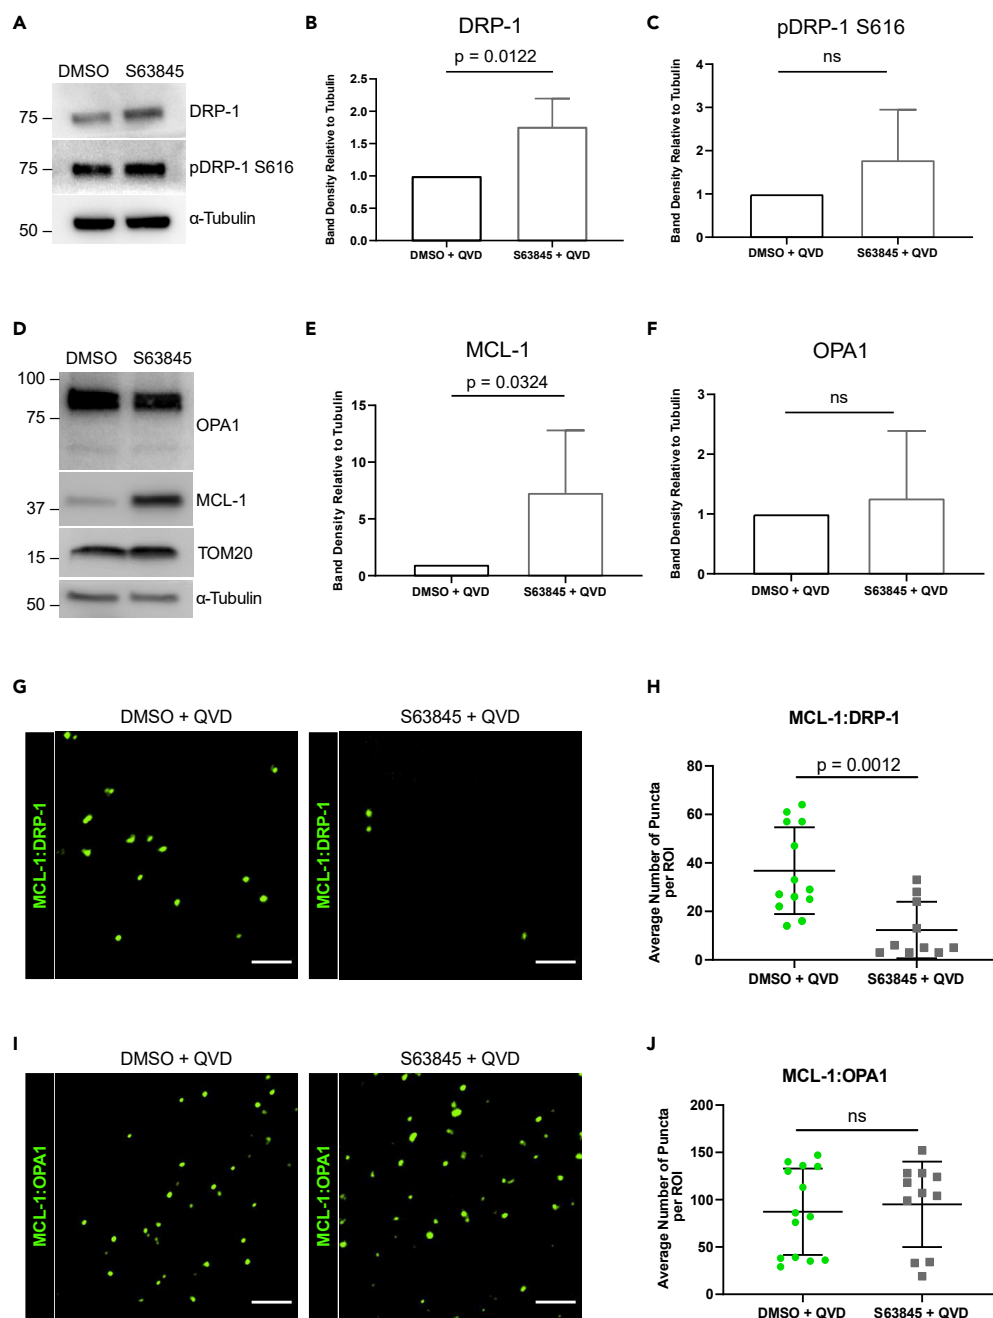 A
DMSO S63845
75
DRP-1
75
pDRP-1 S616
50
α-Tubulin
B
DRP-1
p = 0.0122
Band Density Relative to Tubulin
2.5
2.0
1.5
1.0
0.5
0.0
DMSO + QVD
S63845 + QVD
C
pDRP-1 S616
ns
Band Density Relative to Tubulin
4
3
2
1
0
DMSO + QVD
S63845 + QVD
D
DMSO S63845
100
75
OPA1
37
MCL-1
15
TOM20
50
α-Tubulin
E
MCL-1
p = 0.0324
Band Density Relative to Tubulin
15
10
5
0
DMSO + QVD
S63845 + QVD
F
OPA1
ns
Band Density Relative to Tubulin
3
2
1
0
DMSO + QVD
S63845 + QVD
G
DMSO + QVD
S63845 + QVD
MCL-1:DRP-1
MCL-1:DRP-1
H
MCL-1:DRP-1
p = 0.0012
Average Number of Puncta
per ROI
80
60
40
20
0
DMSO + QVD
S63845 + QVD
I
DMSO + QVD
S63845 + QVD
MCL-1:OPA1
MCL-1:OPA1
J
MCL-1:OPA1
ns
Average Number of Puncta
per ROI
200
150
100
50
0
DMSO + QVD
S63845 + QVD